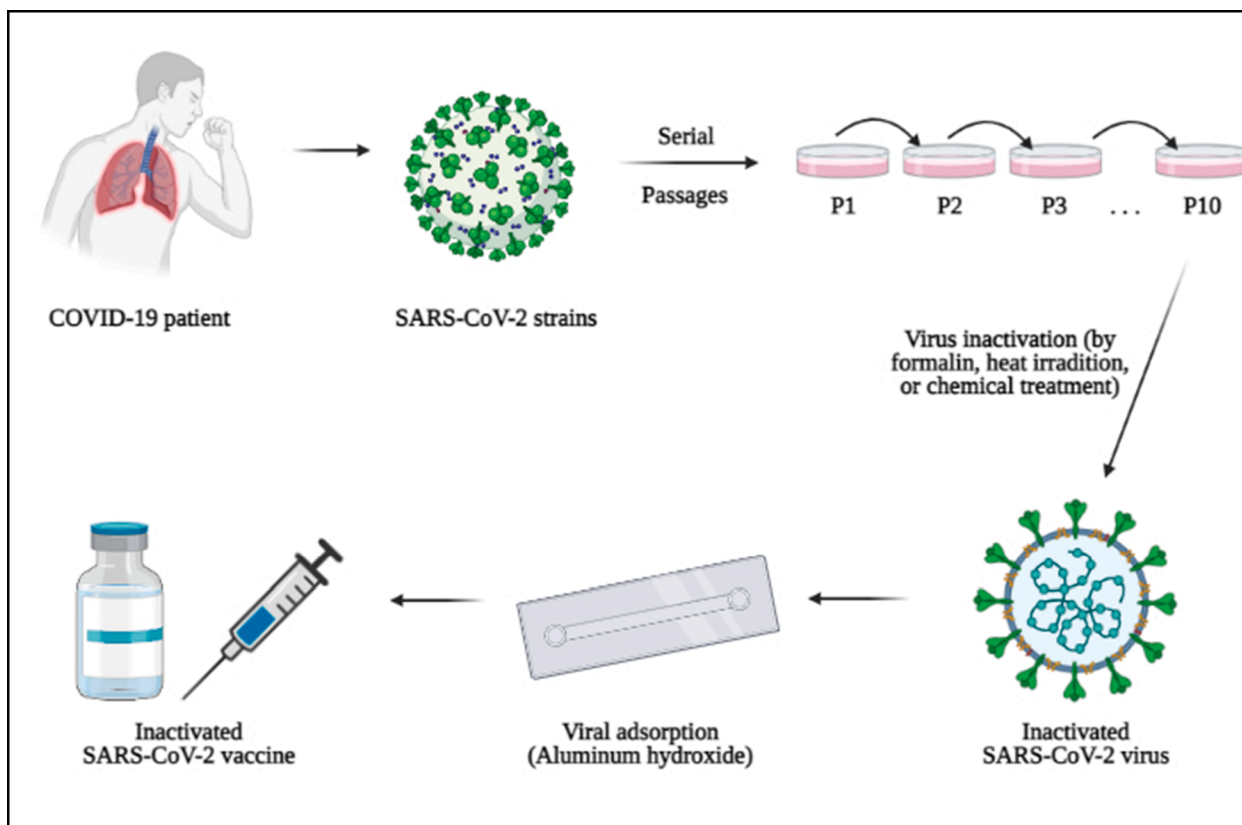 COVID-19 patient
SARS-CoV-2 strains
Serial
Passages
P1
P2
P3
...
P10
Virus inactivation (by
formalin, heat irradition,
or chemical treatment)
Inactivated
SARS-CoV-2 vaccine
Viral adsorption
(Aluminum hydroxide)
Inactivated
SARS-CoV-2 virus